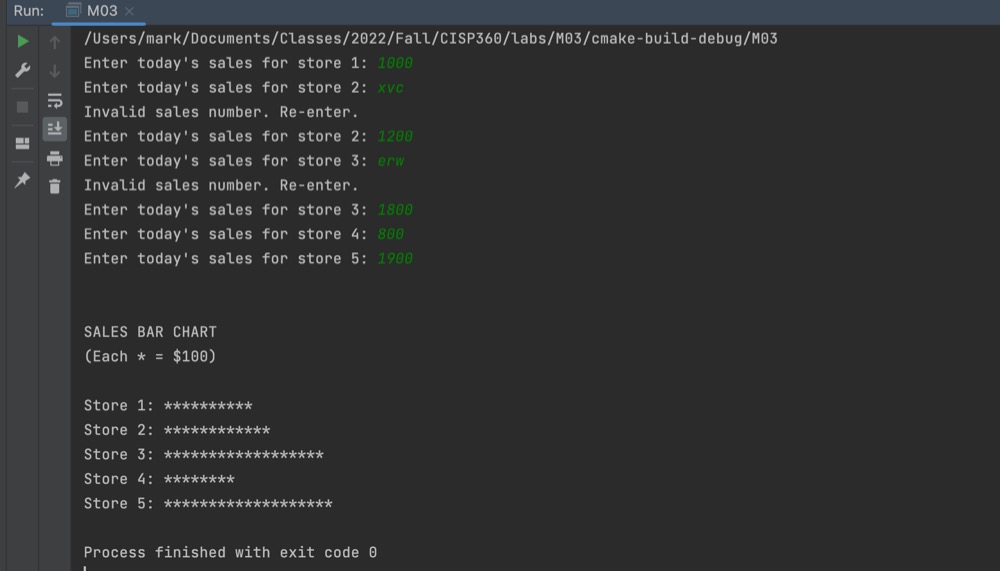 Run: M03
/Users/mark/Documents/Classes/2022/Fall/CISP360/labs/M03/cmake-build-debug/M03
Enter today's sales for store 1: 1000
Enter today's sales for store 2: xvc
Invalid sales number. Re-enter.
Enter today's sales for store 2: 1200
Enter today's sales for store 3: erw
Invalid sales number. Re-enter.
Enter today's sales for store 3: 1800
Enter today's sales for store 4: 800
Enter today's sales for store 5: 1900
SALES BAR CHART
(Each * = $100)
Store 1: **********
Store 2: ************
Store 3: ******************
Store 4: ********
Store 5: *******************
Process finished with exit code 0